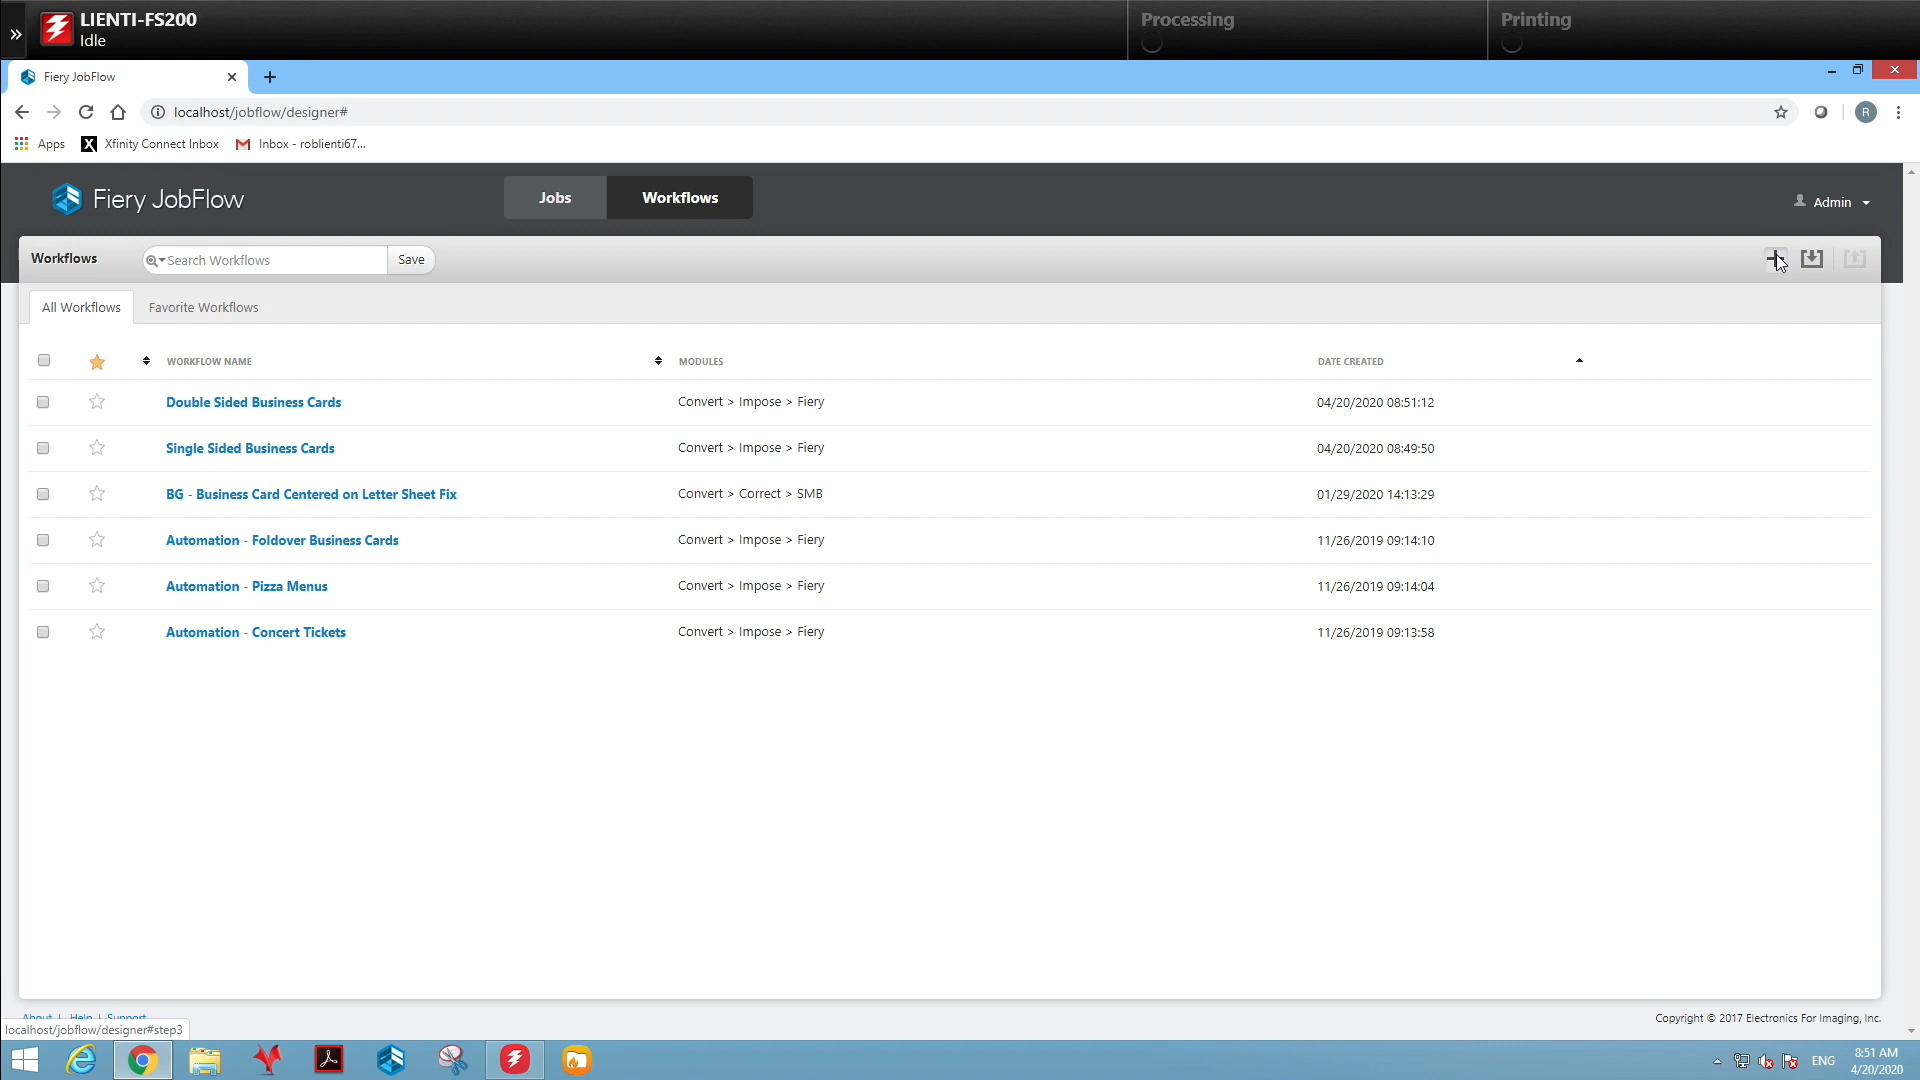 LIENTI-FS200
Idle
Processing
Printing
Fiery JobFlow
localhost/jobflow/designer#
R
Apps
Xfinity Connect Inbox
Inbox - roblienti67...
Fiery JobFlow
Jobs
Workflows
Admin
Workflows
Search Workflows
Save
All Workflows
Favorite Workflows
WORKFLOW NAME
MODULES
DATE CREATED
Double Sided Business Cards
Convert > Impose > Fiery
04/20/2020 08:51:12
Single Sided Business Cards
Convert > Impose > Fiery
04/20/2020 08:49:50
BG - Business Card Centered on Letter Sheet Fix
Convert > Correct > SMB
01/29/2020 14:13:29
Automation - Foldover Business Cards
Convert > Impose > Fiery
11/26/2019 09:14:10
Automation - Pizza Menus
Convert > Impose > Fiery
11/26/2019 09:14:04
Automation - Concert Tickets
Convert > Impose > Fiery
11/26/2019 09:13:58
About | Help | Support
Copyright © 2017 Electronics For Imaging, Inc.
localhost/jobflow/designer#step3
ENG
8:51 AM
4/20/2020